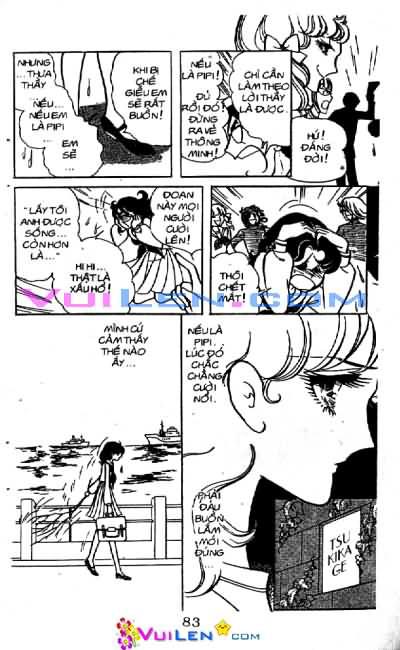 NHƯNG
...THƯA
THẦY
NẾU...
NẾU EM
LÀ PIPI...
EM
SẼ...
KHI BỊ
CHẾ
GIỄU EM
SẼ RẤT
BUỒN!
NẾU
LÀ PIPI!
ĐỦ
RỒI ĐÓ!
ĐỪNG
RA VẺ
THÔNG
MINH!
CHỈ CẦN
LÀM THEO
LỜI THẦY
LÀ ĐƯỢC
HỨ!
ĐÁNG
ĐỜI!
"LẤY TÔI
ANH ĐƯỢC
SỐNG...
CÒN HƠN
LÀ..."
HI HI...
THẬT LÀ
XẤU HỔ!
ĐOẠN
NÀY MỌI
NGƯỜI
CƯỜI
LÊN!
THÔI
CHẾT
MẤT!
VUILEN.COM
MÌNH CỨ
CẢM THẤY
THẾ NÀO
ẤY...
NẾU LÀ
PIPI.
LÚC ĐÓ
CHẮC
CHẲNG
CƯỜI
NỔI.
PHẢI
ĐAU
BUỒN
LẮM
MỚI
ĐÚNG
...
TSU
KIKA
GE
83
VUILEN.COM